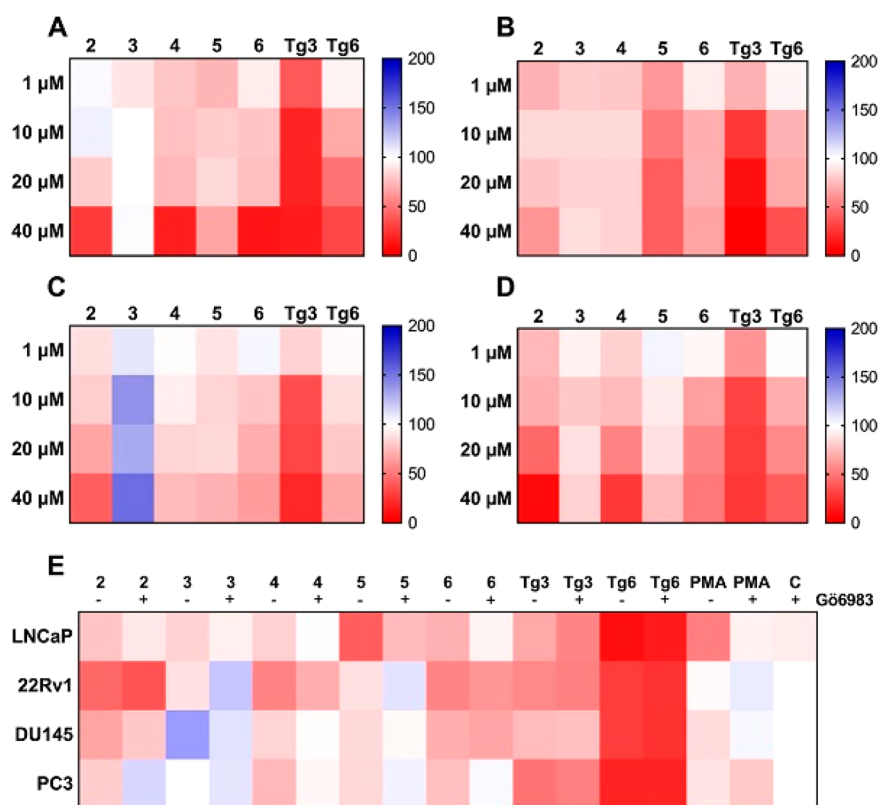 A
B
2 3 4 5 6 Tg3 Tg6
2 3 4 5 6 Tg3 Tg6
1 µM
10 µM
20 µM
40 µM
200
150
100
50
0
1 µM
10 µM
20 µM
40 µM
200
150
100
50
0
C
D
2 3 4 5 6 Tg3 Tg6
2 3 4 5 6 Tg3 Tg6
1 µM
10 µM
20 µM
40 µM
200
150
100
50
0
1 µM
10 µM
20 µM
40 µM
200
150
100
50
0
E
2 2 3 3 4 4 5 5 6 6 Tg3 Tg3 Tg6 Tg6 PMA PMA C
- + - + - + - + - + - + - + - + + Gö6983
LNCaP
22Rv1
DU145
PC3